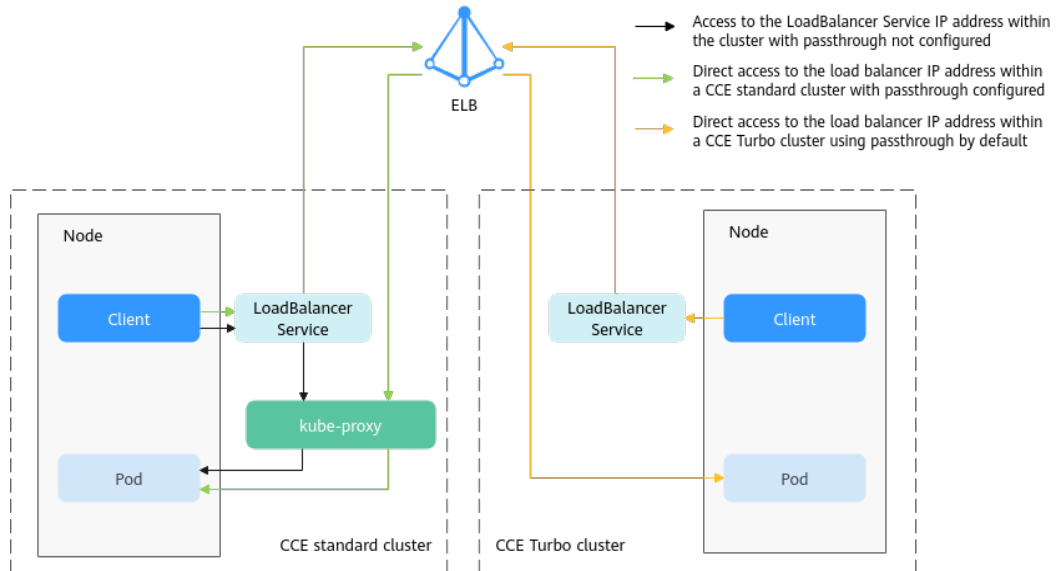 Access to the LoadBalancer Service IP address within
the cluster with passthrough not configured
Direct access to the load balancer IP address within
a CCE standard cluster with passthrough configured
Direct access to the load balancer IP address within
a CCE Turbo cluster using passthrough by default
ELB
Node
Client
LoadBalancer
Service
kube-proxy
Pod
CCE standard cluster
Node
LoadBalancer
Service
Client
Pod
CCE Turbo cluster